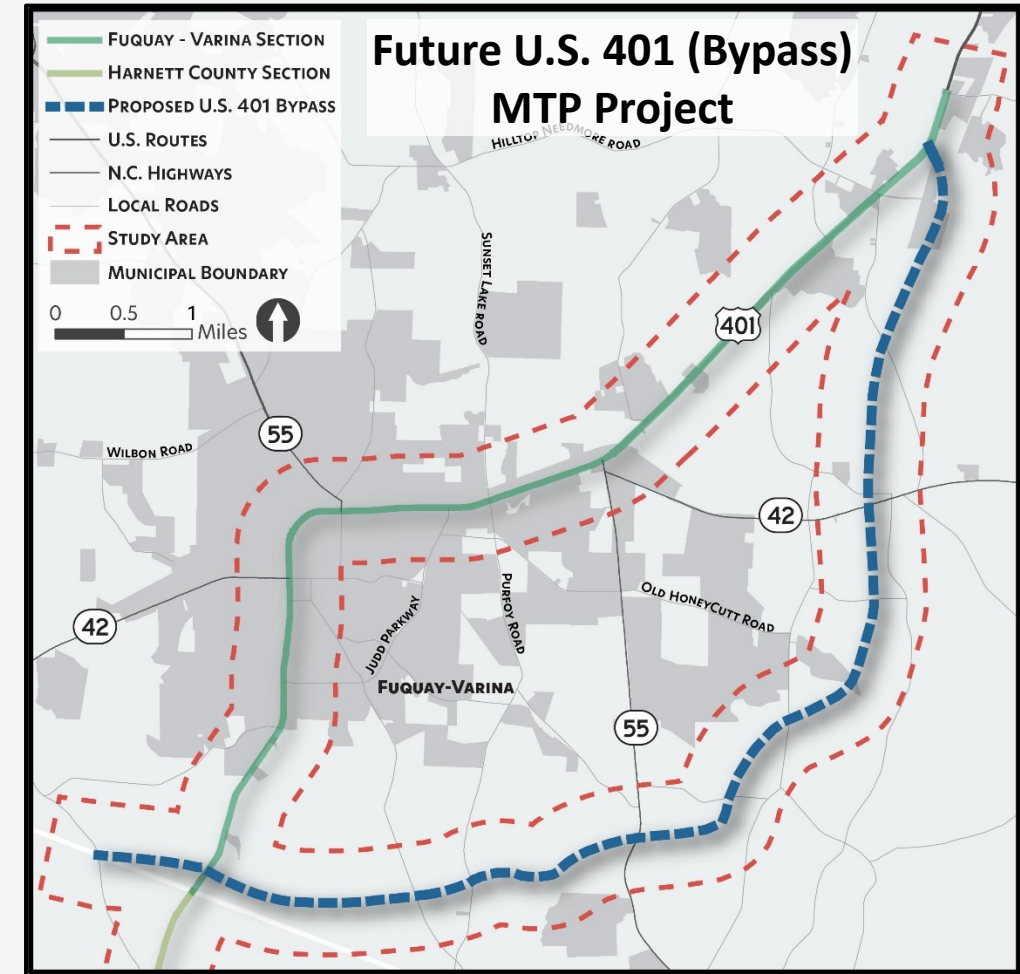 Future U.S. 401 (Bypass)
MTP Project
FUQUAY - VARINA SECTION
HARNETT COUNTY SECTION
PROPOSED U.S. 401 BYPASS
U.S. ROUTES
N.C. HIGHWAYS
LOCAL ROADS
STUDY AREA
MUNICIPAL BOUNDARY
0 0.5 1
Miles
HILLTOP NEEDMORE ROAD
SUNSET LAKE ROAD
401
55
WILBON ROAD
42
OLD HONEYCUTT ROAD
PURFOY ROAD
JUDD PARKWAY
42
FUQUAY-VARINA
55